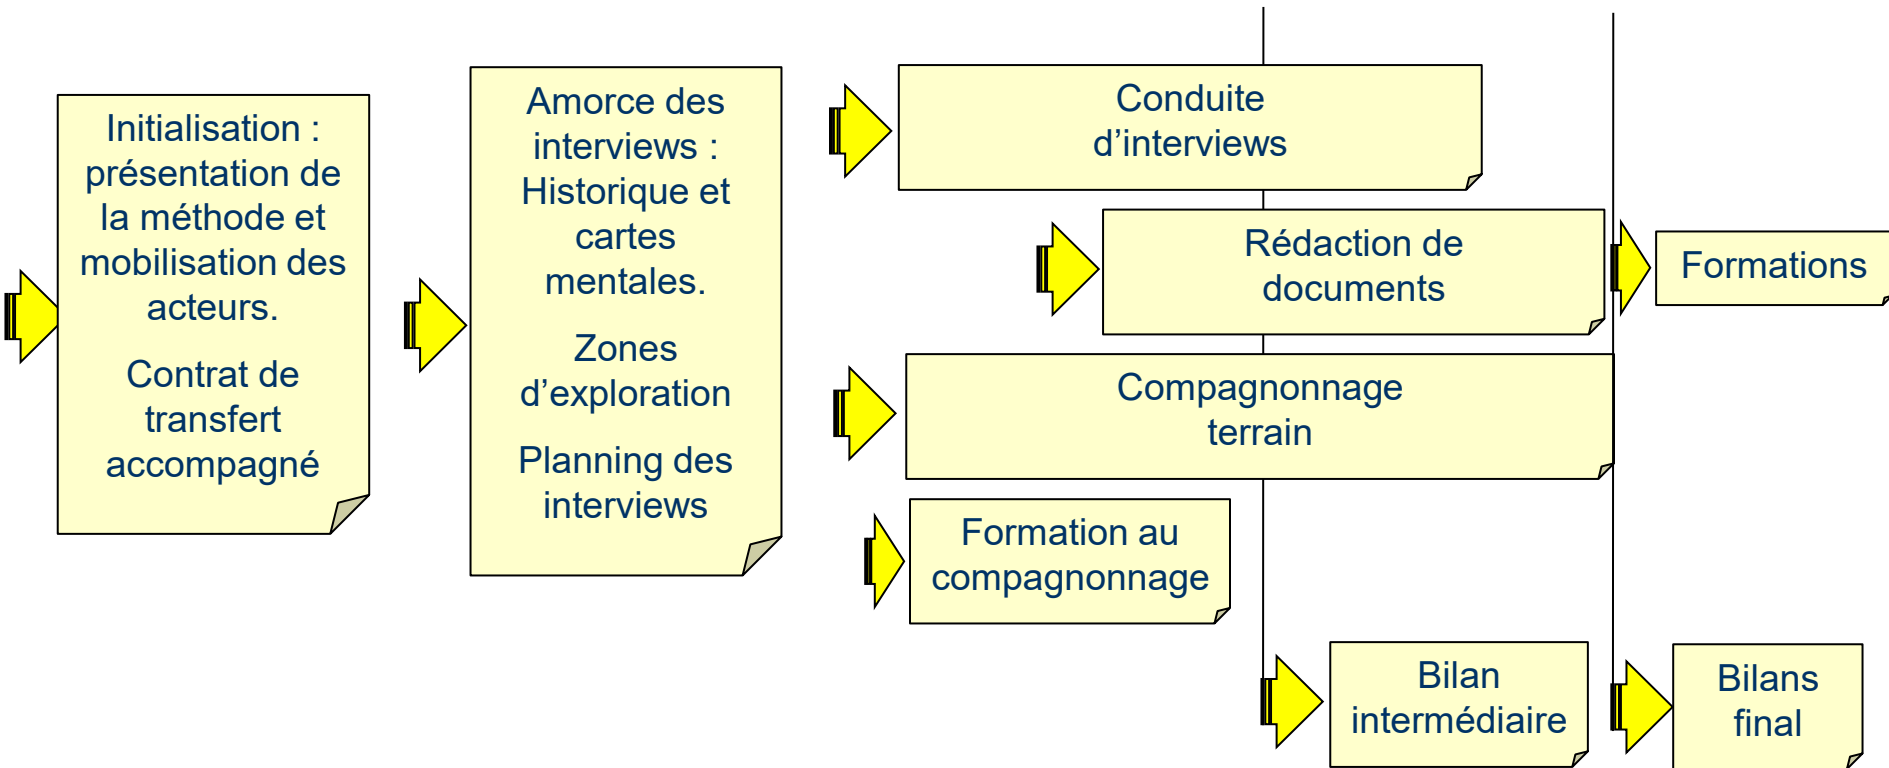 Initialisation :
présentation de
la méthode et
mobilisation des
acteurs.
Contrat de
transfert
accompagné
Amorce des
interviews :
Historique et
cartes
mentales.
Zones
d’exploration
Planning des
interviews
Conduite
d’interviews
Rédaction de
documents
Formations
Compagnonnage
terrain
Formation au
compagnonnage
Bilan
intermédiaire
Bilans
final